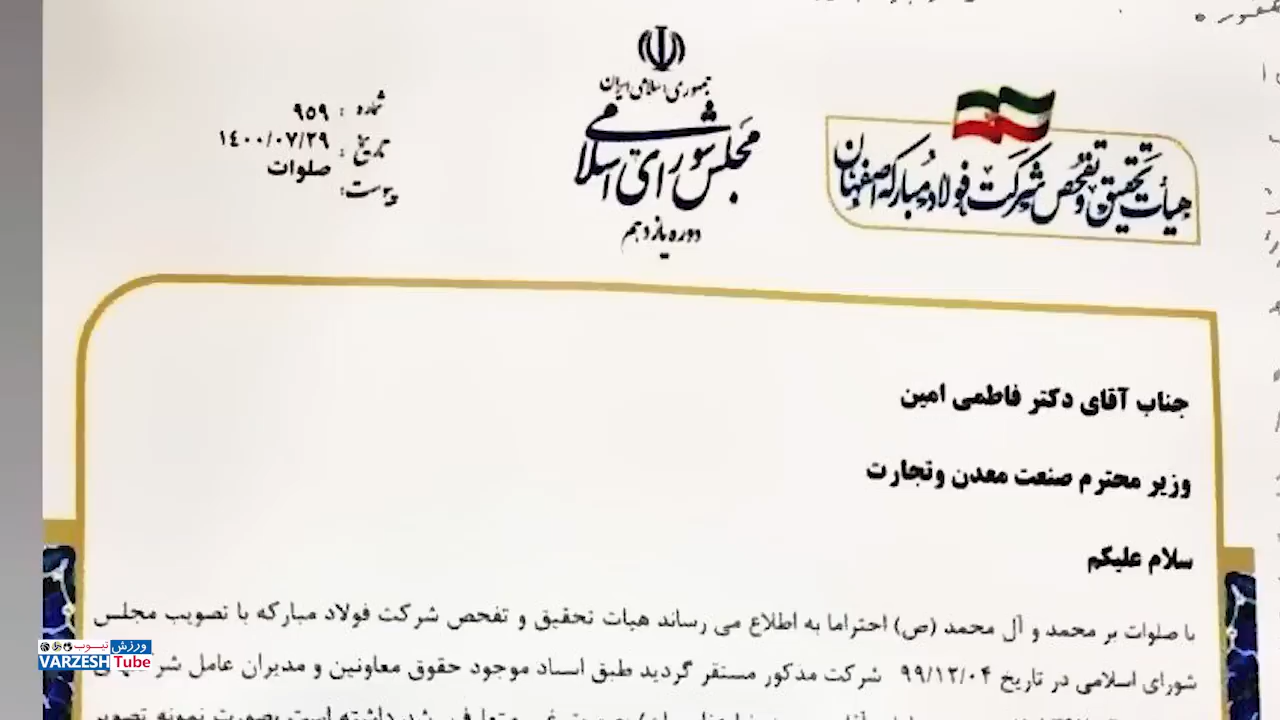 هیأت تحقیق و تفحص شرکت فولاد مبارکه اصفهان
جمهوری اسلامی ایران
مجلس شورای اسلامی
دوره یازدهم
شماره : ۹۵۹
تاریخ : ۱۴۰۰/۰۷/۲۹
پیوست: صلوات
جناب آقای دکتر فاطمی امین
وزیر محترم صنعت معدن وتجارت
سلام علیکم
با صلوات بر محمد و آل محمد (ص) احتراما به اطلاع می رساند هیات تحقیق و تفحص شرکت فولاد مبارکه با تصویب مجلس
شورای اسلامی در تاریخ ۹۹/۱۲/۰۴ شرکت مذکور مستقر گردید طبق اسناد موجود حقوق معاونین و مدیران عامل
ورزش تیوب
VARZESH Tube